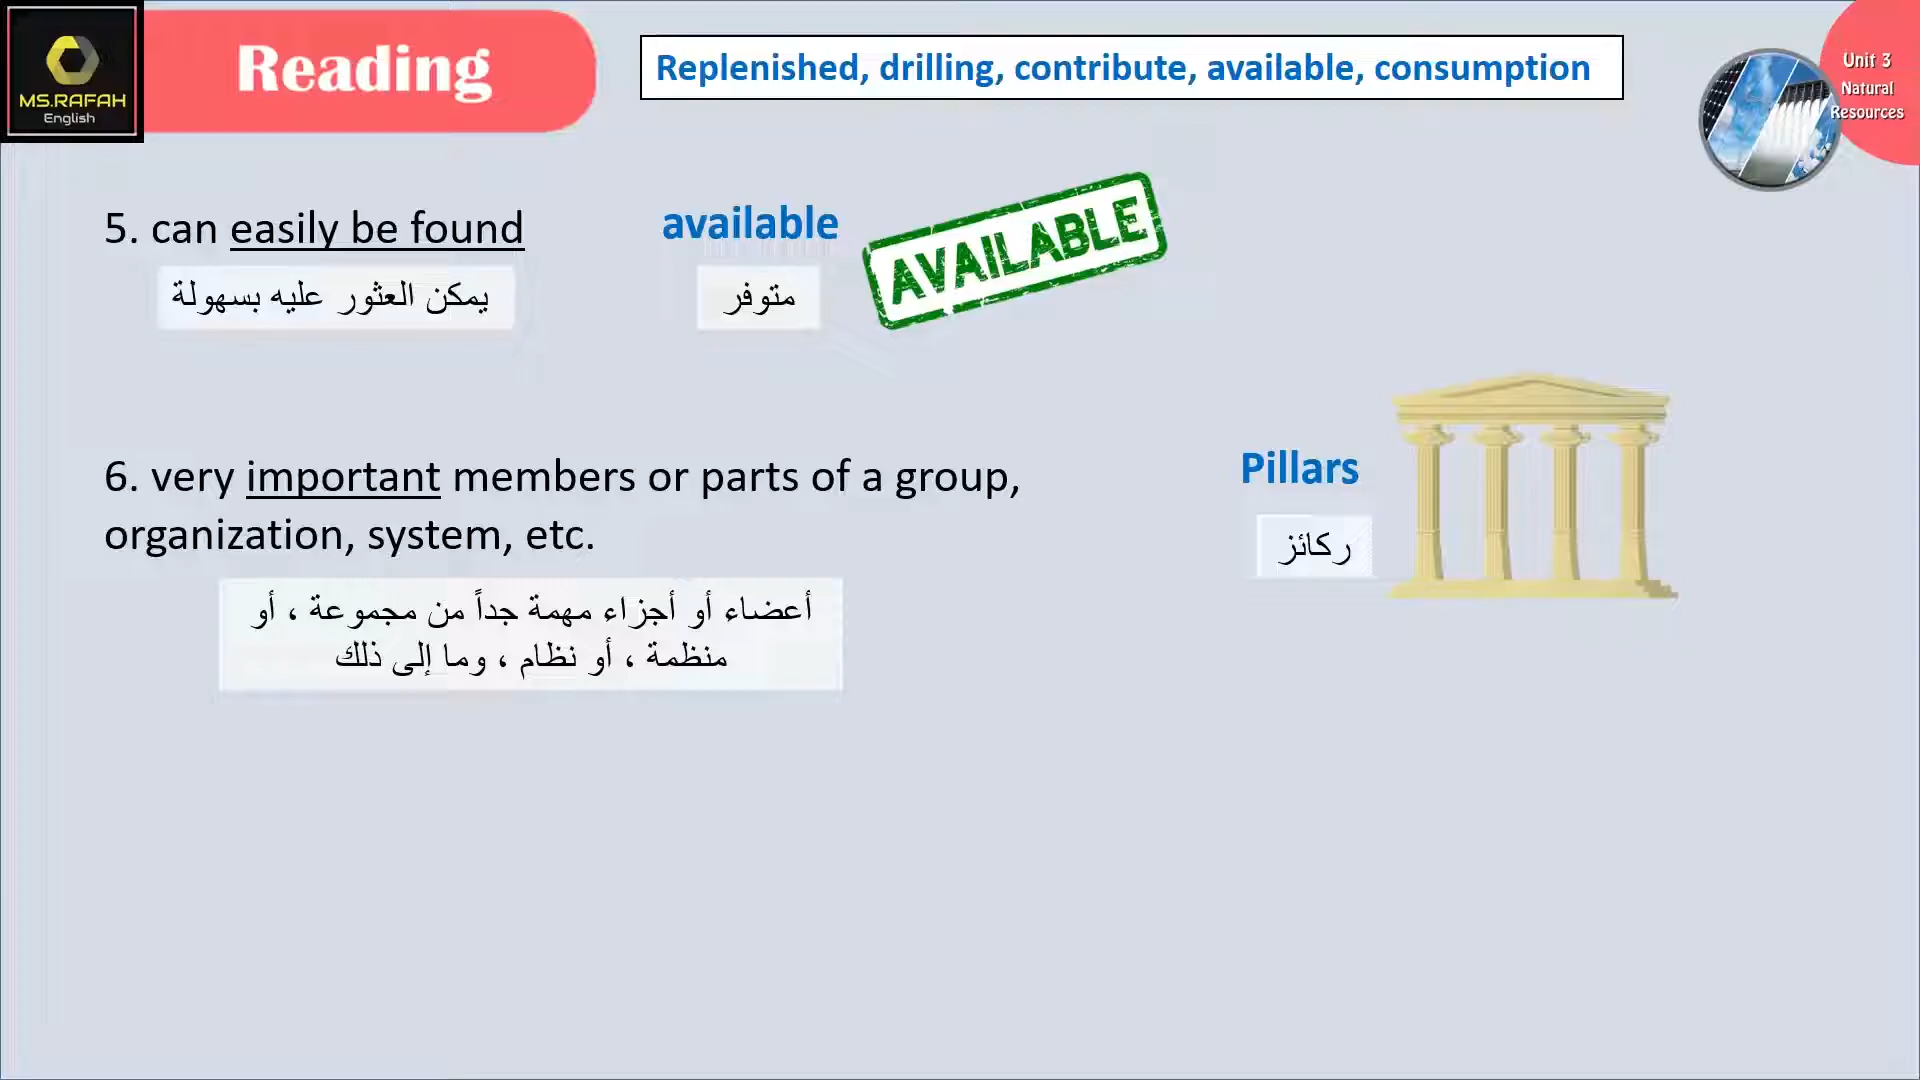 MS.RAFAH
English
Reading
Replenished, drilling, contribute, available, consumption
Unit 3
Natural
Resources
5. can easily be found
available
AVAILABLE
يمكن العثور عليه بسهولة
متوفر
6. very important members or parts of a group,
organization, system, etc.
Pillars
ركائز
أعضاء أو أجزاء مهمة جداً من مجموعة ، أو
منظمة ، أو نظام ، وما إلى ذلك